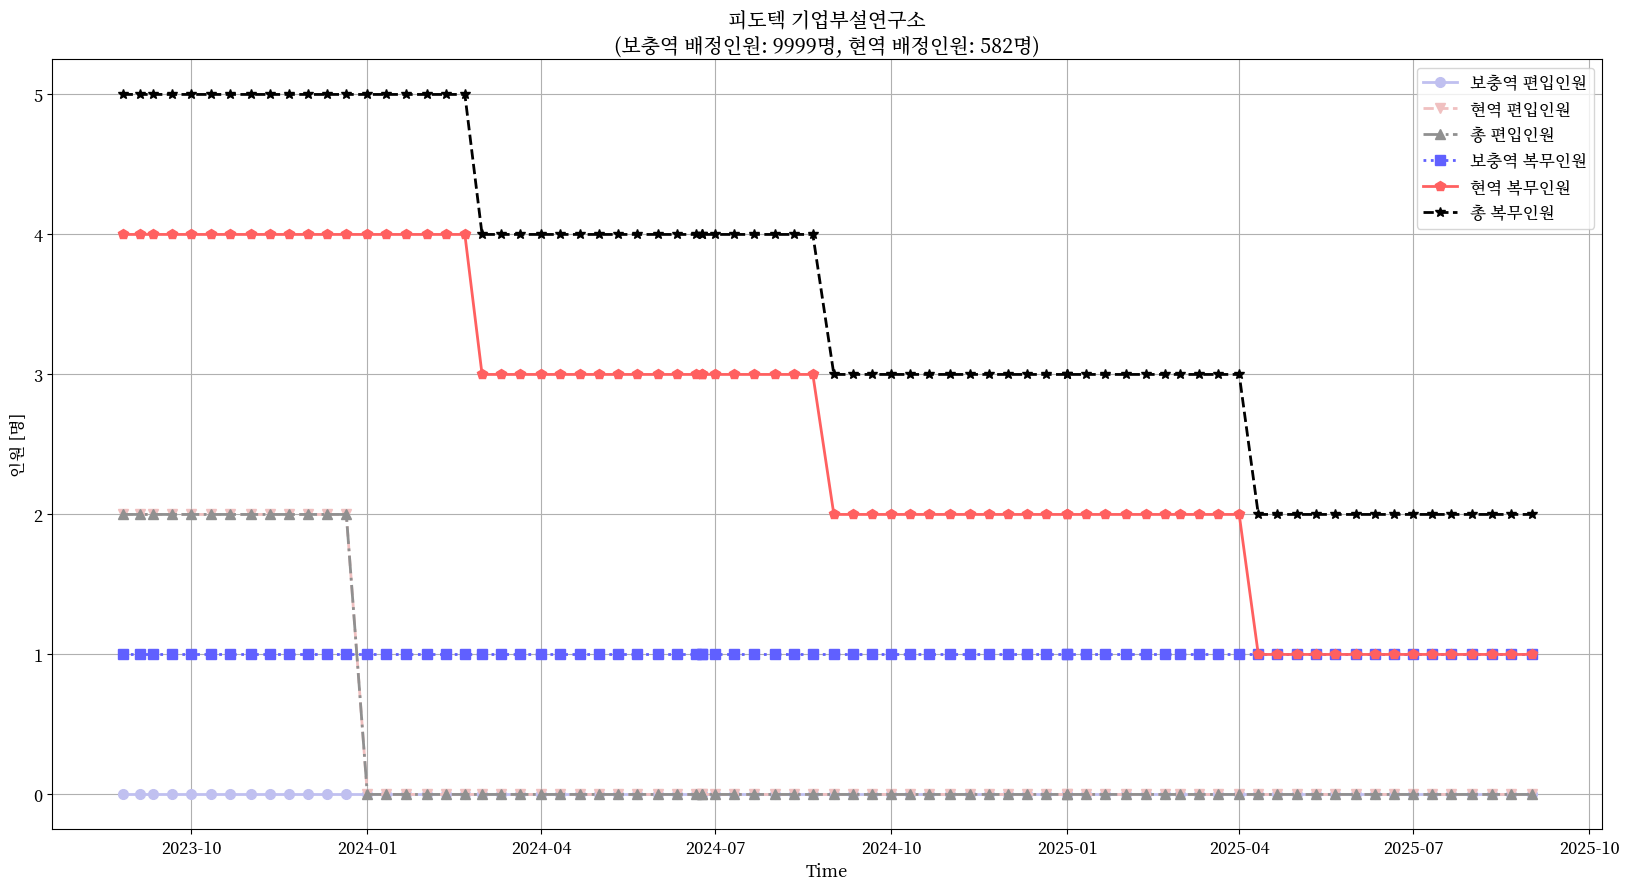 피도텍 기업부설연구소
(보충역 배정인원: 9999명, 현역 배정인원: 582명)
보충역 편입인원
현역 편입인원
총 편입인원
보충역 복무인원
현역 복무인원
총 복무인원
인원 [명]
5
4
3
2
1
0
2023-10
2024-01
2024-04
2024-07
2024-10
2025-01
2025-04
2025-07
2025-10
Time